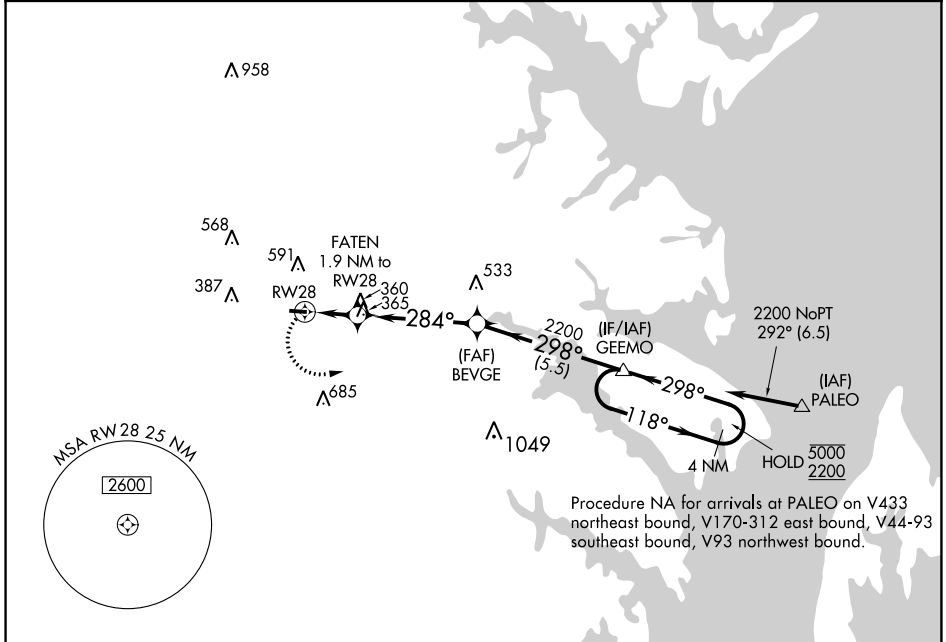 958
568
591
FATEN
1.9 NM to
RW28
387
RW28
360
365
533
284°
(FAF)
BEVGE
2200
298°
(5.5)
(IF/IAF)
GEEMO
2200 NoPT
292° (6.5)
(IAF)
PALEO
298°
118°
685
1049
4 NM
HOLD 5000
2200
MSA RW28 25 NM
2600
Procedure NA for arrivals at PALEO on V433
northeast bound, V170-312 east bound, V44-93
southeast bound, V93 northwest bound.